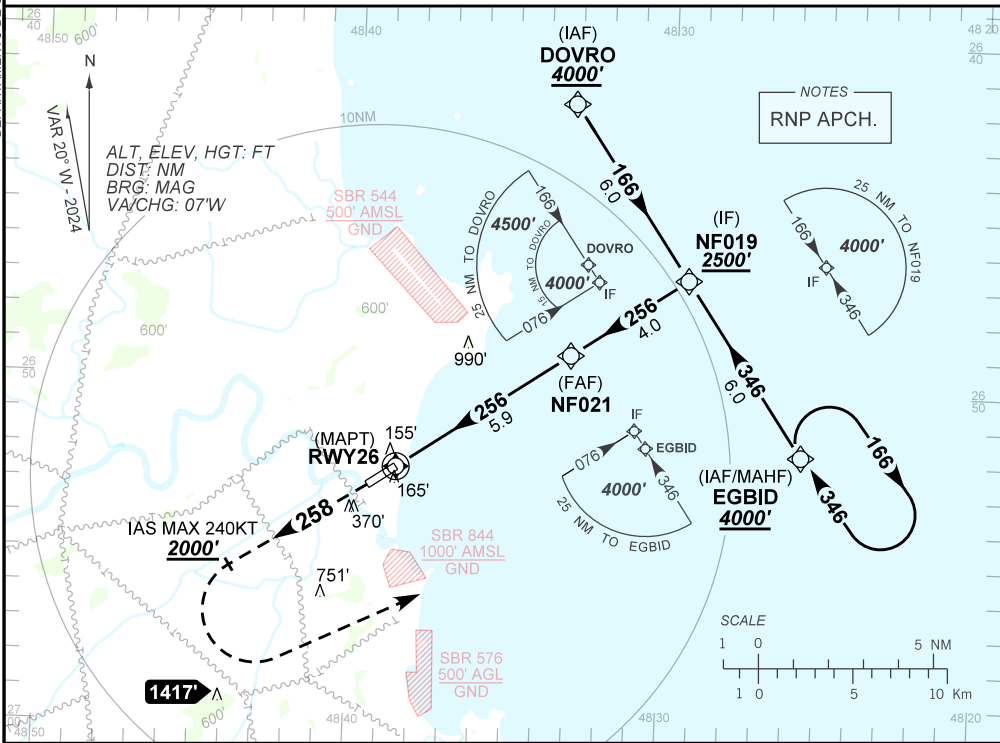 26
40
600'
48 50
48 40
48 30
48 20
26
40
N
VAR 20° W - 2024
ALT, ELEV, HGT: FT
DIST: NM
BRG: MAG
VA/CHG: 07'W
10NM
(IAF)
DOVRO
4000'
NOTES
RNP APCH.
166
6.0
SBR 544
500' AMSL
GND
25 NM TO DOVRO
4500'
166
15 NM TO DOVRO
4000'
DOVRO
IF
076
(IF)
NF019
2500'
25 NM TO NF019
166
4000'
IF
346
600'
600'
990'
256
4.0
(FAF)
NF021
256
5.9
346
6.0
26
50
26
50
155'
(MAPT)
RWY26
165'
370'
258
IAS MAX 240KT
2000'
IF
076
EGBID
4000'
346
25 NM TO EGBID
(IAF/MAHF)
EGBID
4000'
166
346
SBR 844
1000' AMSL
GND
751'
SBR 576
500' AGL
GND
1417'
600'
SCALE
1 0 5 NM
1 0 5 10 Km
27
00
48 50
48 40
48 30
48 20